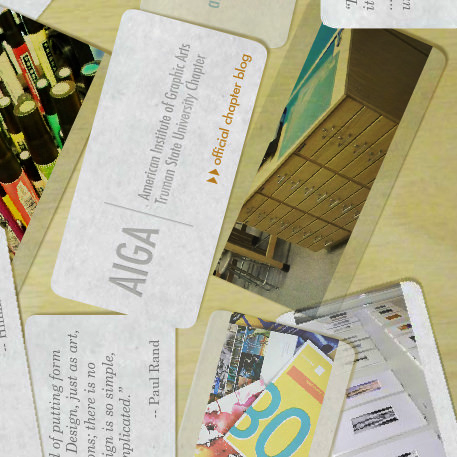 AIGA
American Institute of Graphic Arts
Truman State University Chapter
official chapter blog
d of putting form
Design, just as art,
ons; there is no
ign is so simple,
mplicated."
-- Paul Rand
80